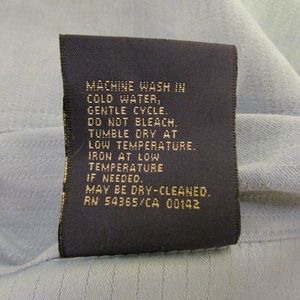 MACHINE WASH IN
COLD WATER,
GENTLE CYCLE.
DO NOT BLEACH.
TUMBLE DRY AT
LOW TEMPERATURE.
IRON AT LOW
TEMPERATURE
IF NEEDED.
MAY BE DRY-CLEANED.
RN 54365/CA 00142